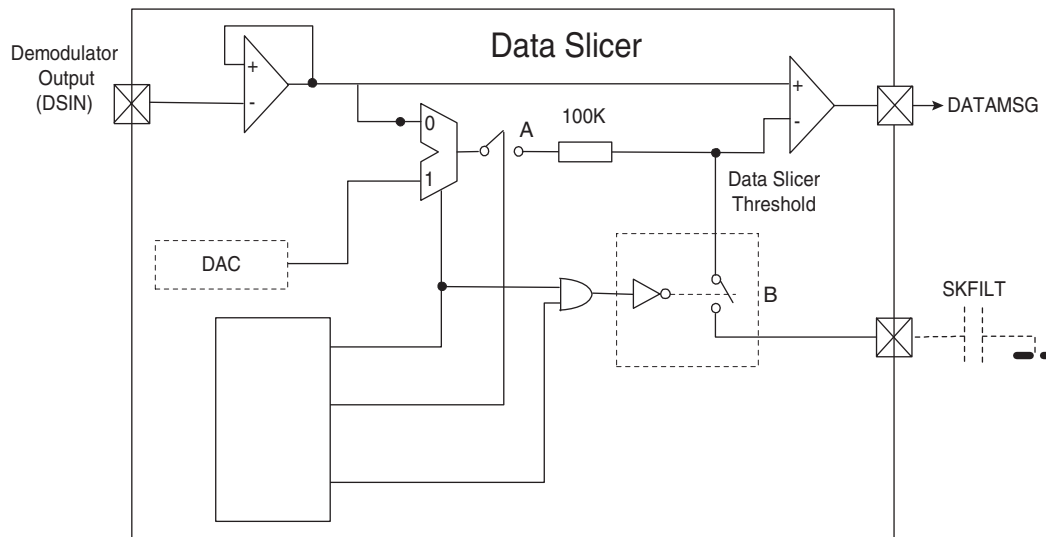 Data Slicer
Demodulator
Output
(DSIN)
+
-
+
-
DATAMSG
0
1
A
100K
Data Slicer
Threshold
DAC
B
SKFILT